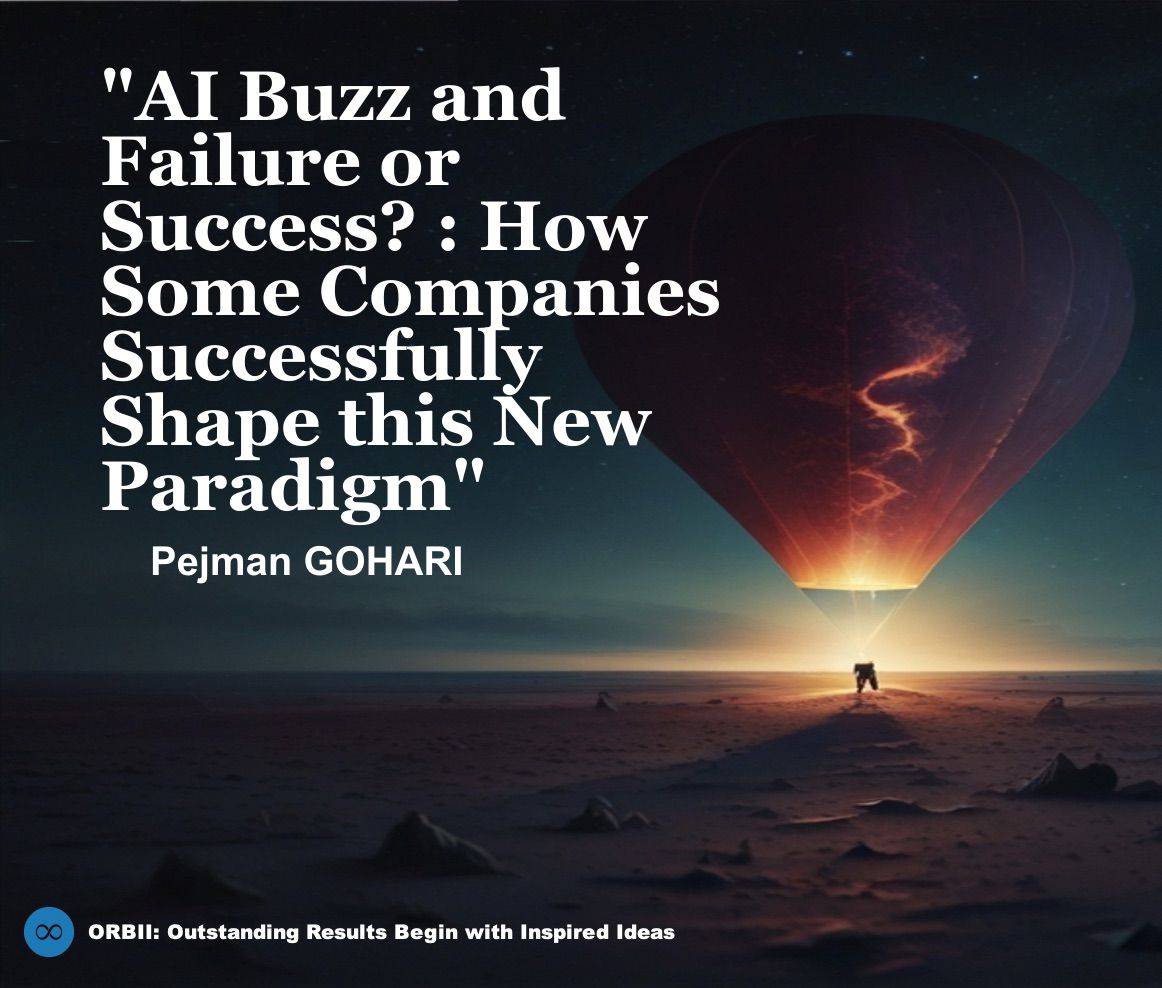 "AI Buzz and
Failure or
Success? : How
Some Companies
Successfully
Shape this New
Paradigm"
Pejman GOHARI
ORBII: Outstanding Results Begin with Inspired Ideas